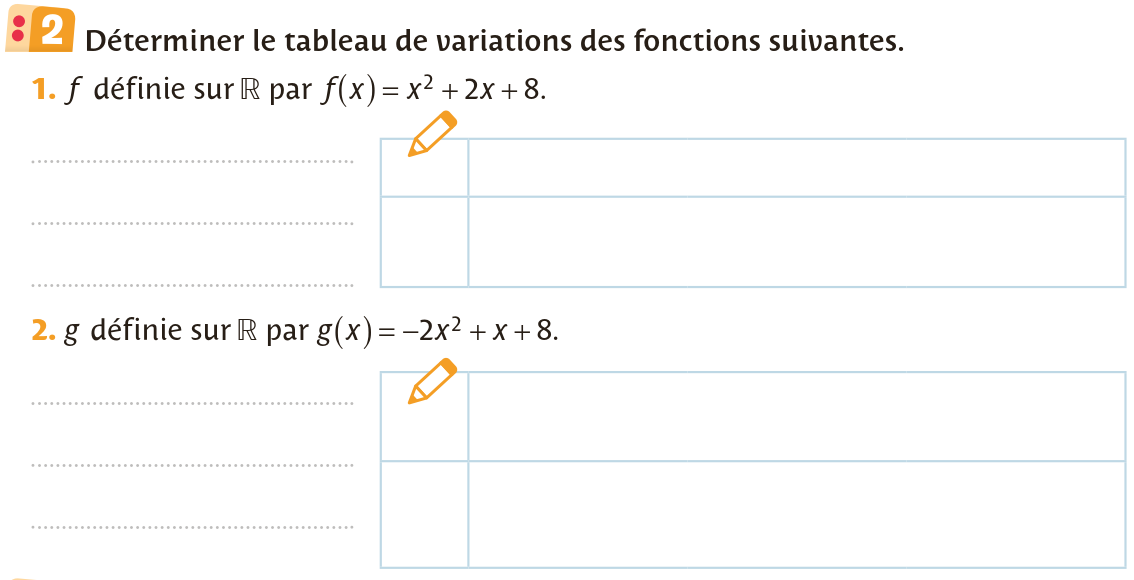 2 Déterminer le tableau de variations des fonctions suivantes.
1. f définie sur ℝ par f(x) = x² + 2x + 8.
2. g définie sur ℝ par g(x) = –2x² + x + 8.